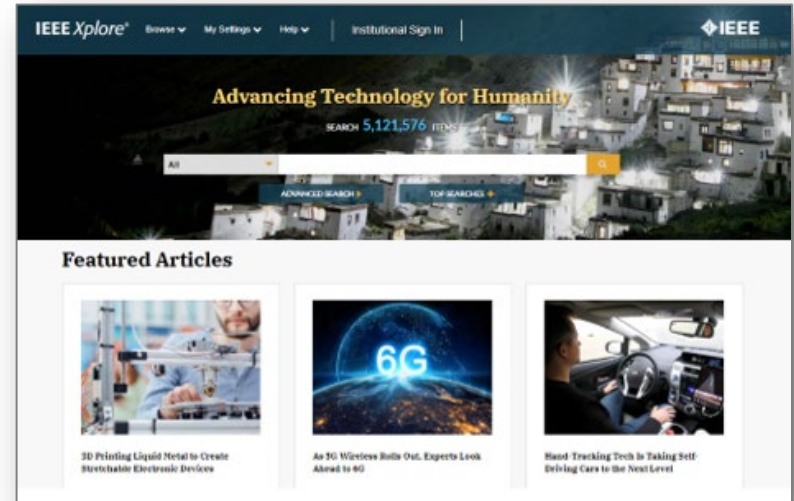 IEEE Xplore® Browse My Settings Help Institutional Sign In IEEE
Advancing Technology for Humanity
SEARCH 5,121,576 ITEMS
All
ADVANCED SEARCH TOP SEARCHES
Featured Articles
6G
3D Printing Liquid Metal to Create
Stretchable Electronic Devices
As 5G Wireless Rolls Out, Experts Look
Ahead to 6G
Hand-Tracking Tech Is Taking Self-
Driving Cars to the Next Level